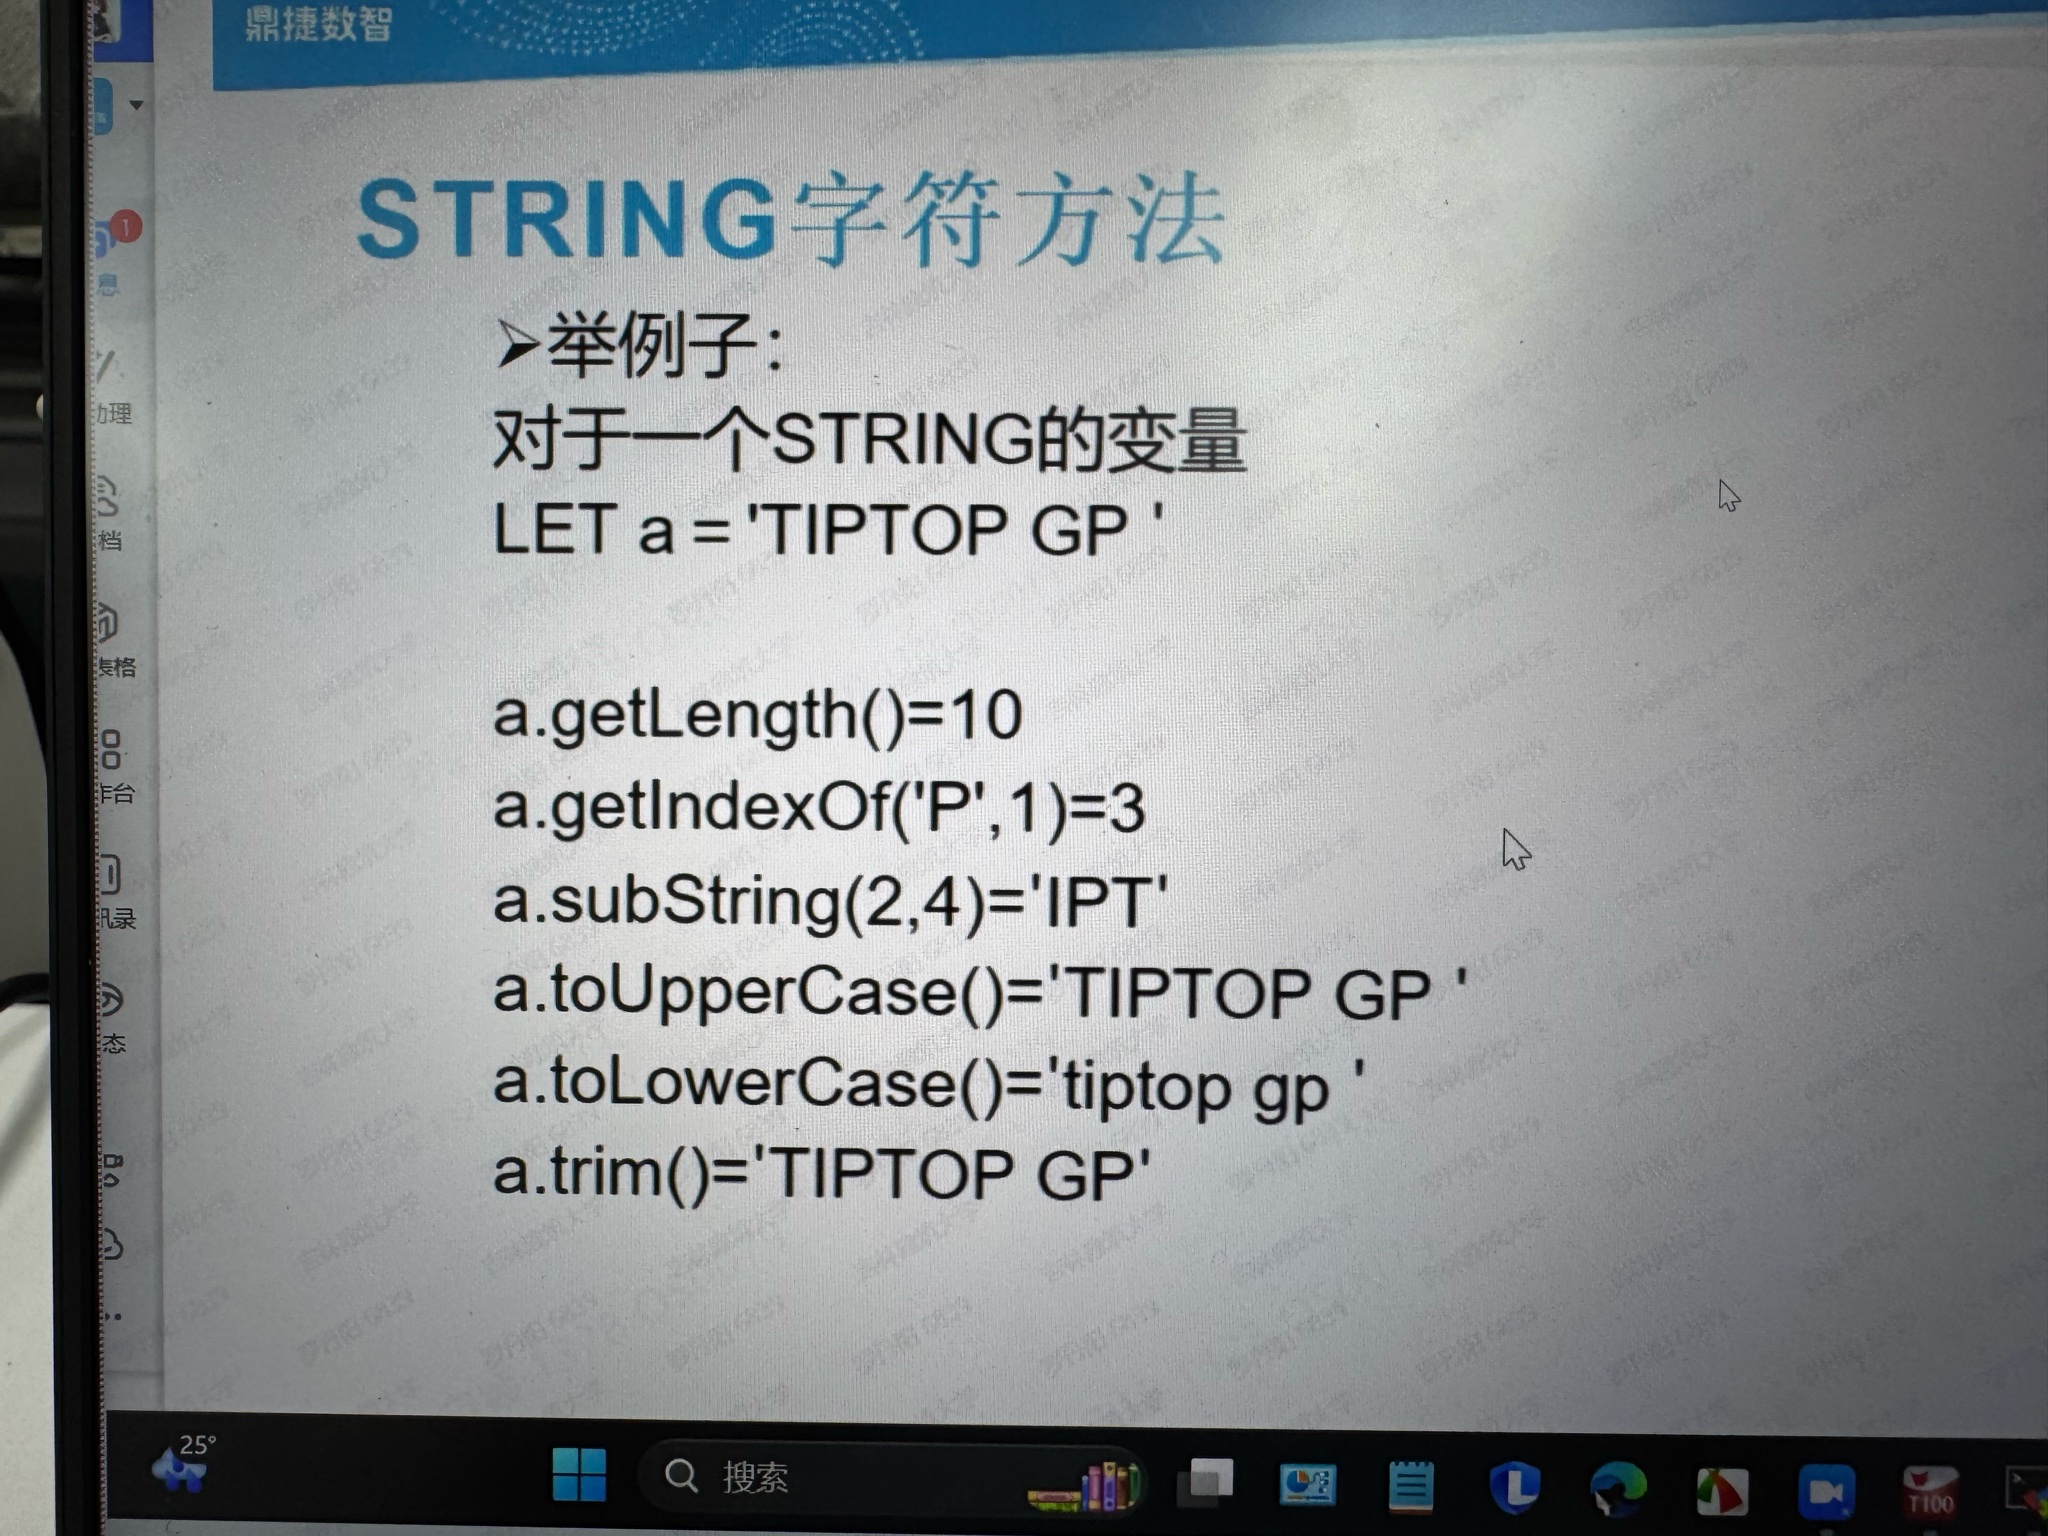 鼎捷数智
STRING字符方法
➢举例子：
对于一个STRING的变量
LET a = 'TIPTOP GP '
a.getLength()=10
a.getIndexOf('P',1)=3
a.subString(2,4)='IPT'
a.toUpperCase()='TIPTOP GP '
a.toLowerCase()='tiptop gp '
a.trim()='TIPTOP GP'
1
息
助理
档
表格
作台
讯录
态
25°
搜索
T100